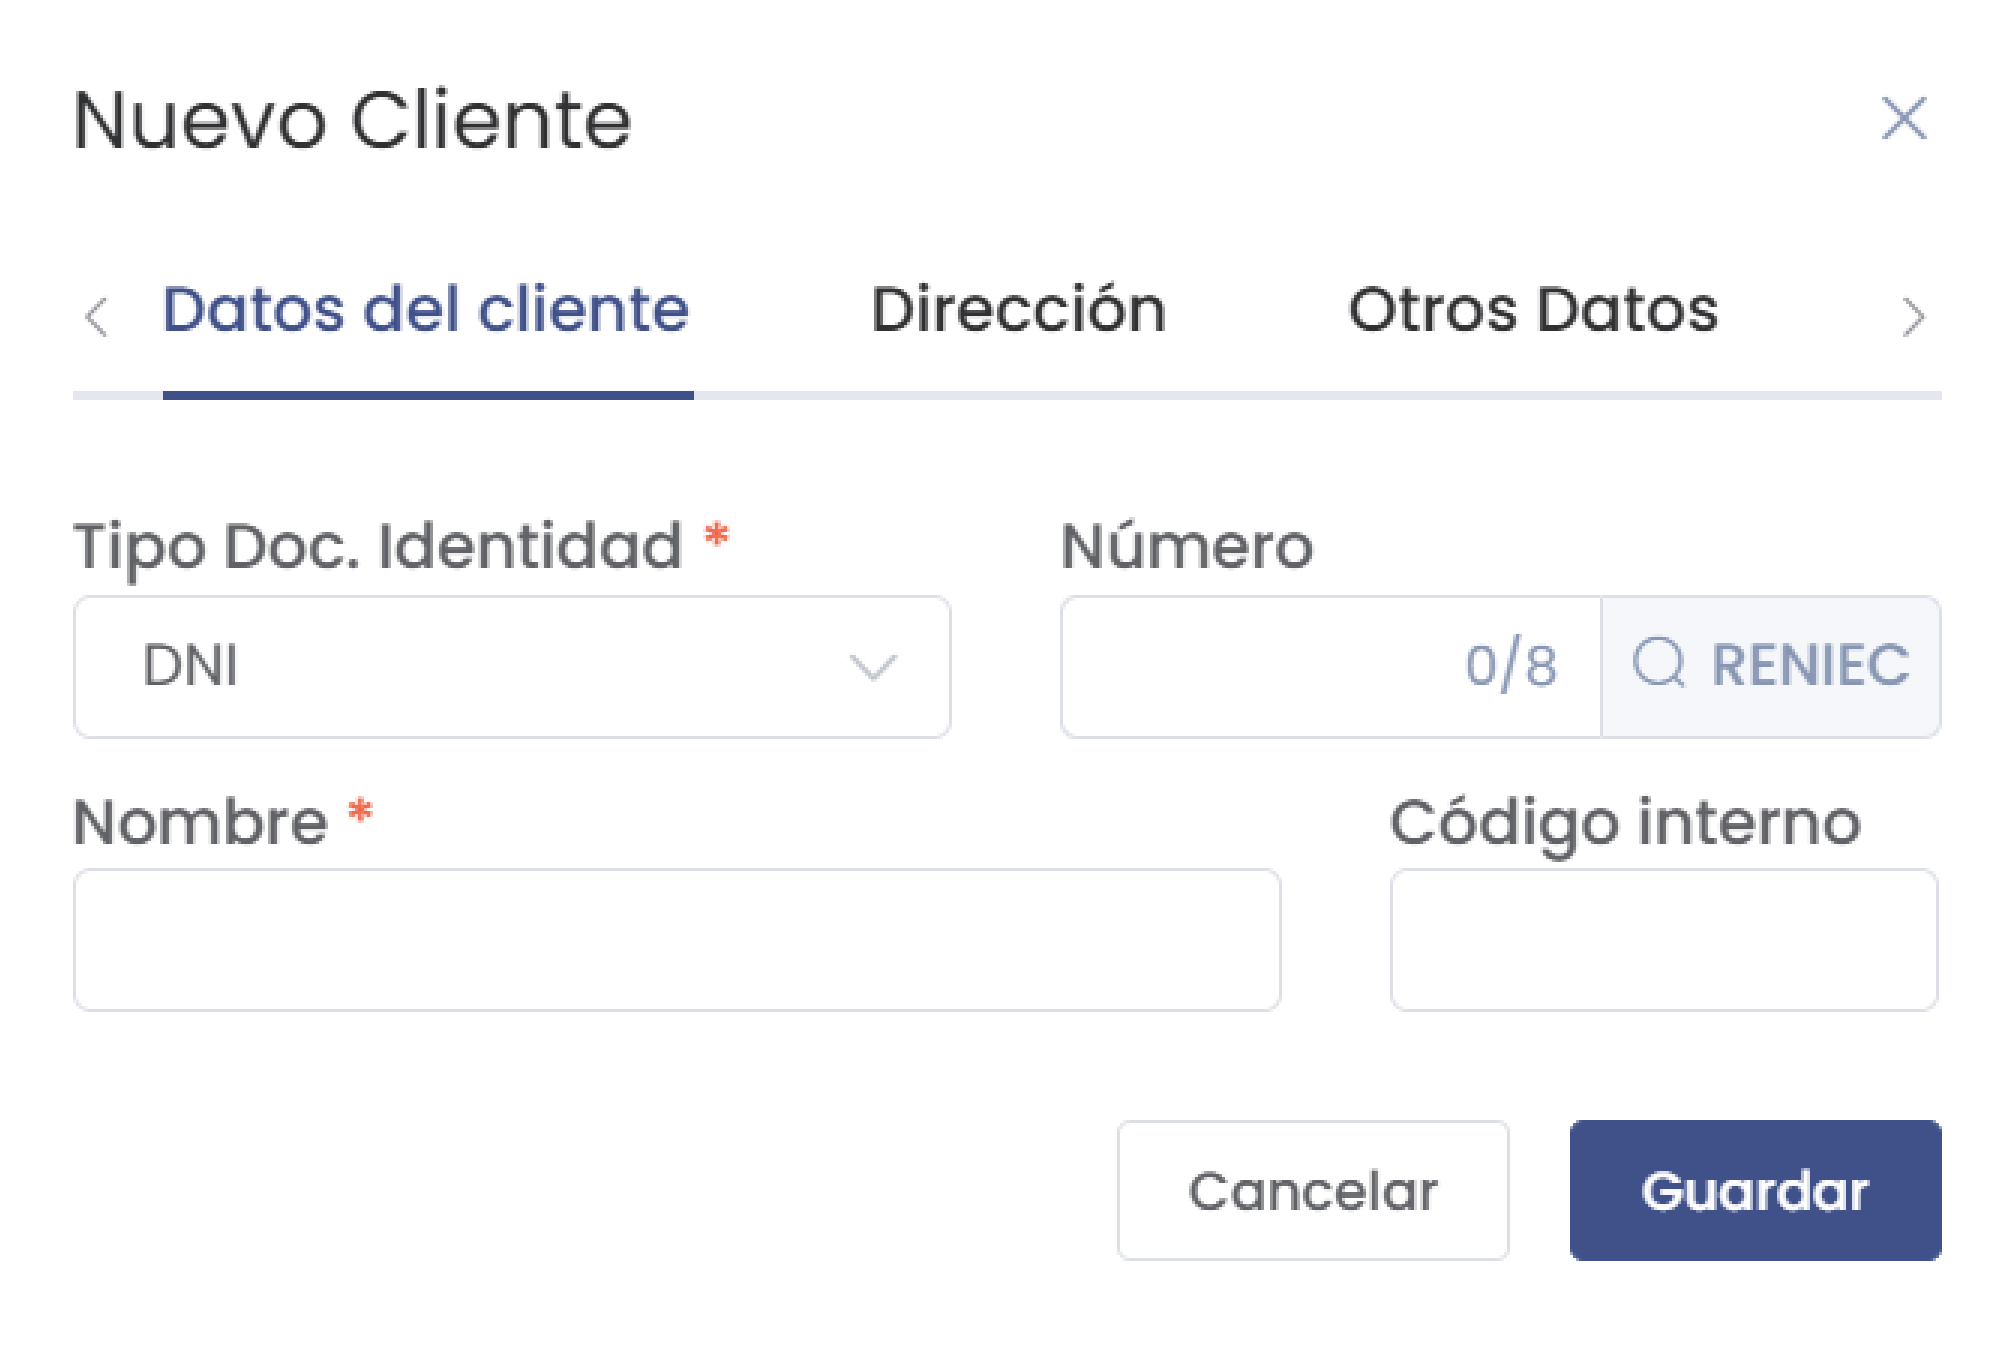 Nuevo Cliente
Datos del cliente Dirección Otros Datos
Tipo Doc. Identidad * Número
DNI 0/8 RENIEC
Nombre * Código interno
Cancelar Guardar